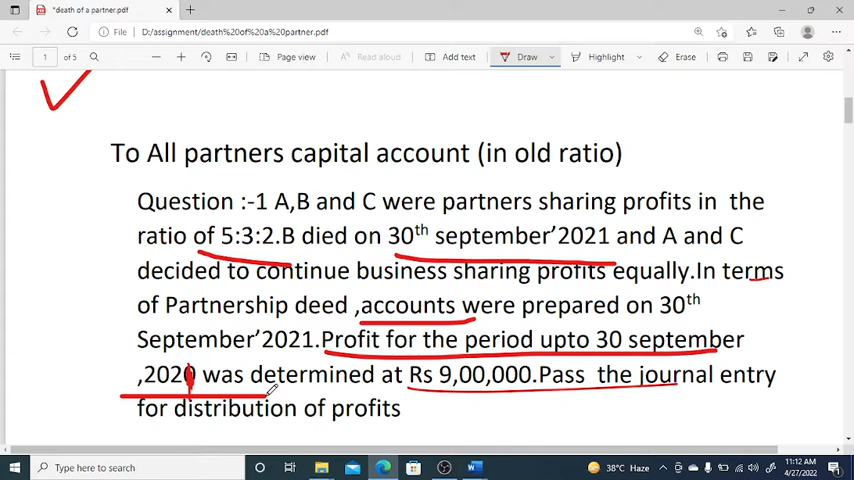 *death of a partner.pdf
File D:/assignment/death%20of%20a%20partner.pdf
1 of 5 Page view Read aloud Add text Draw Highlight Erase
To All partners capital account (in old ratio)
Question :-1 A,B and C were partners sharing profits in the
ratio of 5:3:2.B died on 30th september'2021 and A and C
decided to continue business sharing profits equally.In terms
of Partnership deed ,accounts were prepared on 30th
September'2021.Profit for the period upto 30 september
,2020 was determined at Rs 9,00,000.Pass the journal entry
for distribution of profits
Type here to search
38°C Haze
11:12 AM
4/27/2022
1